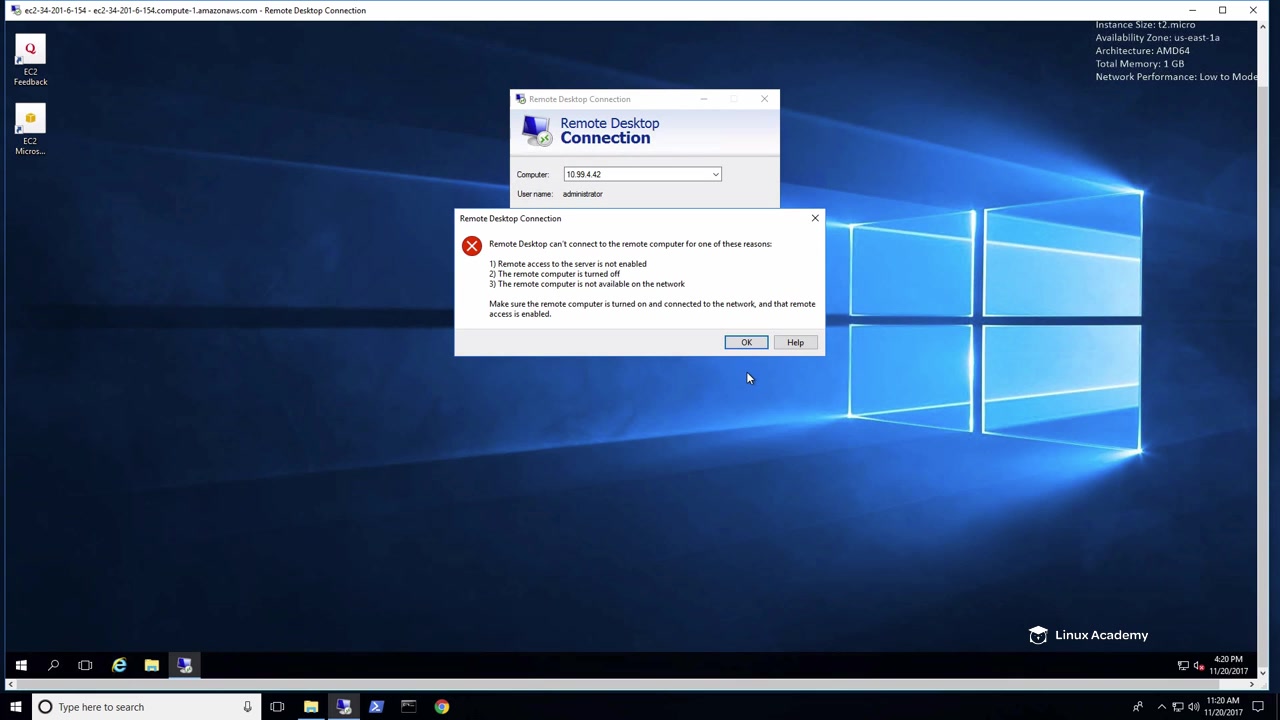 ec2-34-201-6-154 - ec2-34-201-6-154.compute-1.amazonaws.com - Remote Desktop Connection
Instance Size: t2.micro
Availability Zone: us-east-1a
Architecture: AMD64
Total Memory: 1 GB
Network Performance: Low to Mode
EC2
Feedback
EC2
Micros...
Remote Desktop Connection
Remote Desktop
Connection
Computer: 10.99.4.42
User name: administrator
Remote Desktop Connection
Remote Desktop can't connect to the remote computer for one of these reasons:
1) Remote access to the server is not enabled
2) The remote computer is turned off
3) The remote computer is not available on the network
Make sure the remote computer is turned on and connected to the network, and that remote
access is enabled.
OK Help
Linux Academy
4:20 PM
11/20/2017
Type here to search
11:20 AM
11/20/2017